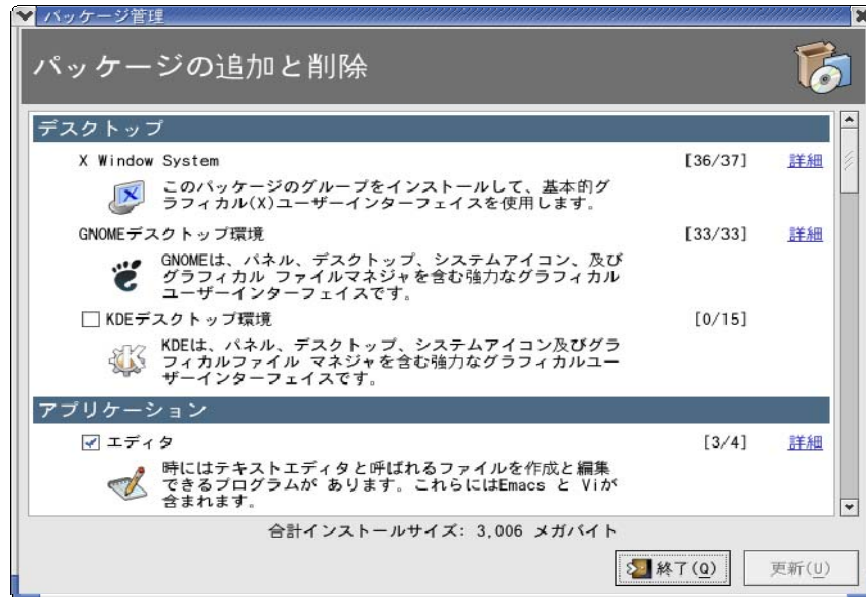 パッケージ管理
パッケージの追加と削除
デスクトップ
X Window System [36/37] 詳細
このパッケージのグループをインストールして、基本的グ
ラフィカル(X)ユーザーインターフェイスを使用します。
GNOMEデスクトップ環境 [33/33] 詳細
GNOMEは、パネル、デスクトップ、システムアイコン、及び
グラフィカル ファイルマネジャを含む強力なグラフィカル
ユーザーインターフェイスです。
KDEデスクトップ環境 [0/15]
KDEは、パネル、デスクトップ、システムアイコン及びグラ
フィカルファイル マネジャを含む強力なグラフィカルユー
ザーインターフェイスです。
アプリケーション
エディタ [3/4] 詳細
時にはテキストエディタと呼ばれるファイルを作成と編集
できるプログラムが あります。これらにはEmacs と Viが
含まれます。
合計インストールサイズ: 3,006 メガバイト
終了(Q) 更新(U)